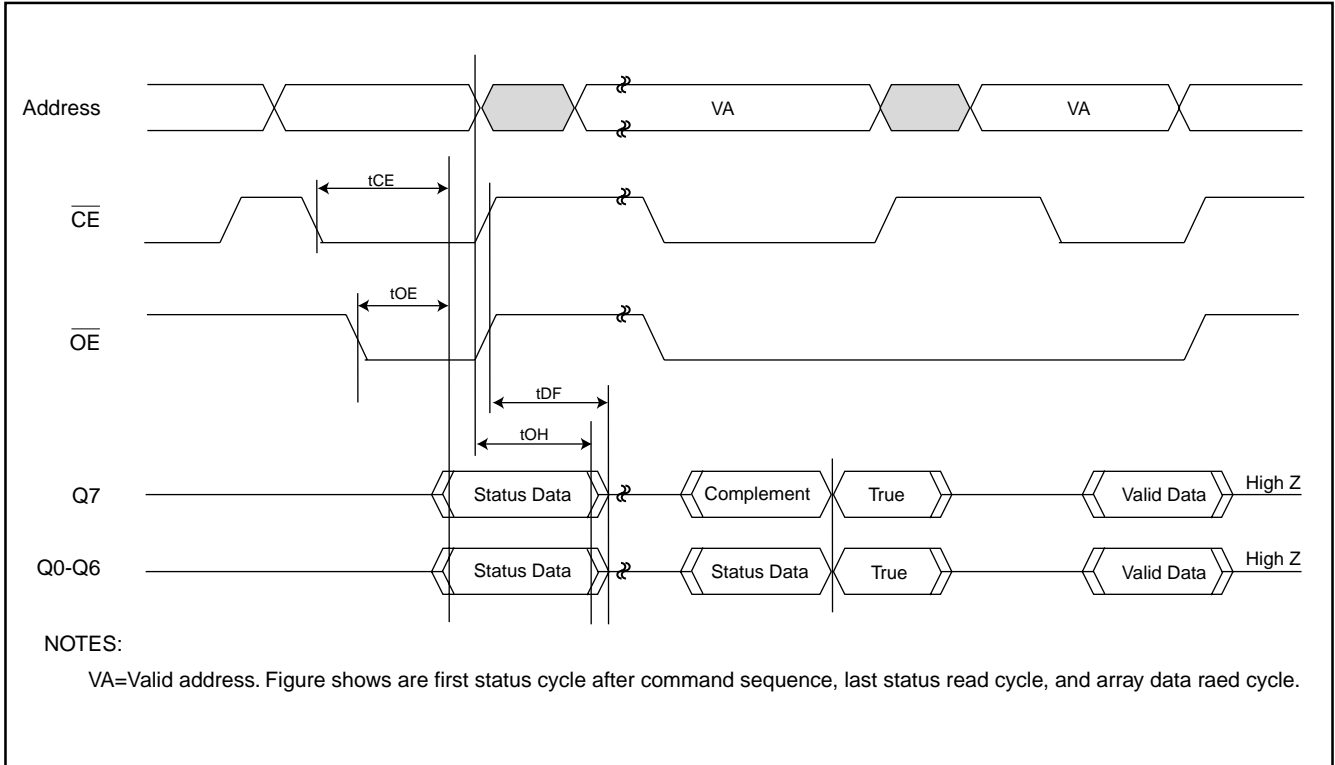 Address
VA
VA
tCE
CE
tOE
OE
tDF
tOH
Q7
Status Data
Complement
True
Valid Data
High Z
Q0-Q6
Status Data
Status Data
True
Valid Data
High Z
NOTES:
VA=Valid address. Figure shows are first status cycle after command sequence, last status read cycle, and array data raed cycle.